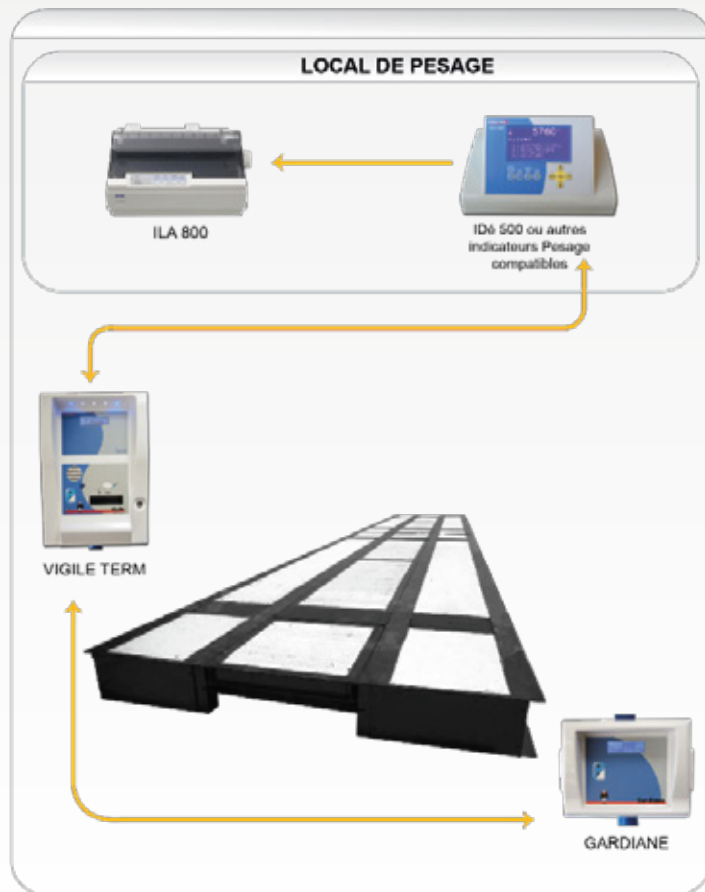 LOCAL DE PESAGE
ILA 800
IDé 500 ou autres
indicateurs Pesage
compatibles
VIGILE TERM
GARDIANE